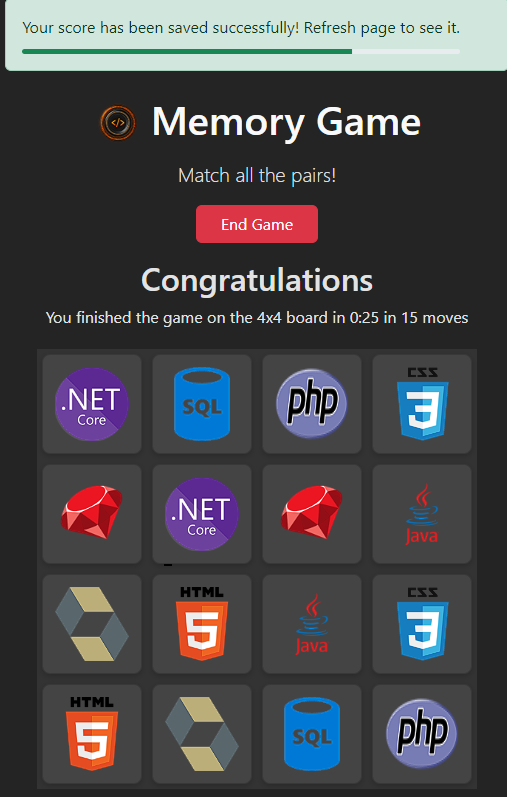 Your score has been saved successfully! Refresh page to see it.
</> Memory Game
Match all the pairs!
End Game
Congratulations
You finished the game on the 4x4 board in 0:25 in 15 moves
.NET Core SQL php CSS 3
.NET Core Java
HTML 5 Java CSS 3
HTML 5 SQL php